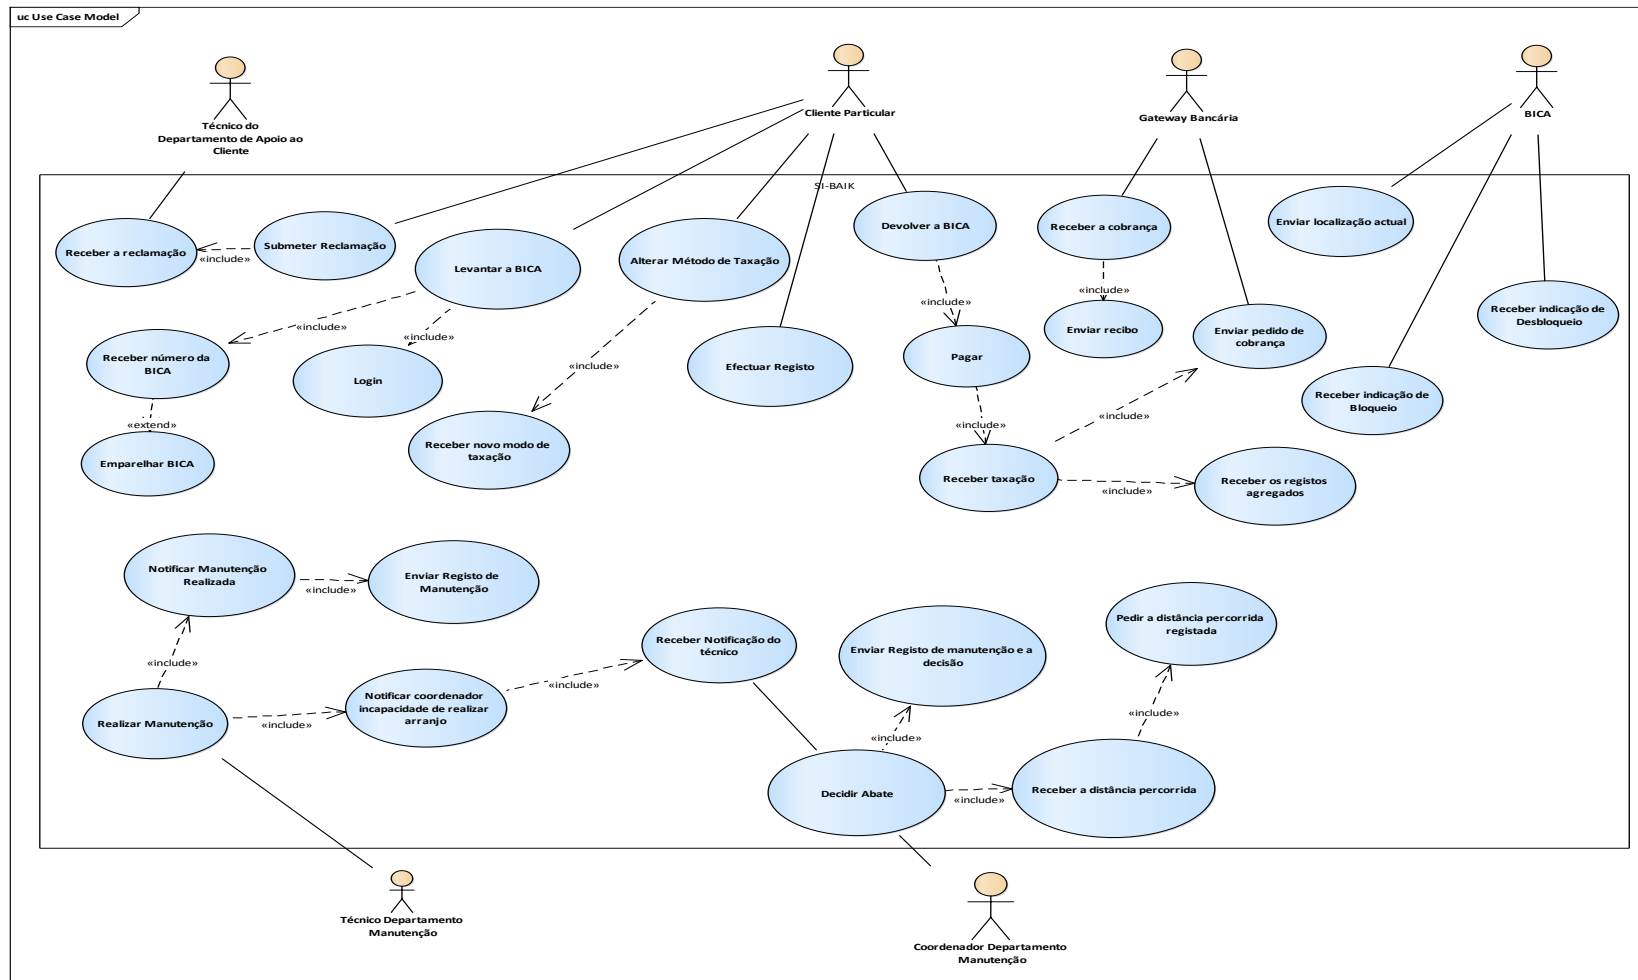 uc Use Case Model
Técnico do
Departamento de Apoio ao
Cliente
Cliente Particular
Gateway Bancária
BICA
SI-BAIK
Receber a reclamação
«include»
Submeter Reclamação
Levantar a BICA
Alterar Método de Taxação
Devolver a BICA
Receber a cobrança
Enviar localização actual
«include»
«include»
«include»
«include»
«include»
Receber número da
BICA
Login
Efectuar Registo
Pagar
Enviar recibo
Enviar pedido de
cobrança
Receber indicação de
Desbloqueio
Receber indicação de
Bloqueio
«extend»
Emparelhar BICA
Receber novo modo de
taxação
«include»
«include»
Receber taxação
«include»
Receber os registos
agregados
Notificar Manutenção
Realizada
«include»
Enviar Registo de
Manutenção
«include»
Realizar Manutenção
«include»
Notificar coordenador
incapacidade de realizar
arranjo
«include»
Receber Notificação do
técnico
Enviar Registo de manutenção e a
decisão
Pedir a distância percorrida
registada
«include»
«include»
Decidir Abate
«include»
Receber a distância percorrida
Técnico Departamento
Manutenção
Coordenador Departamento
Manutenção